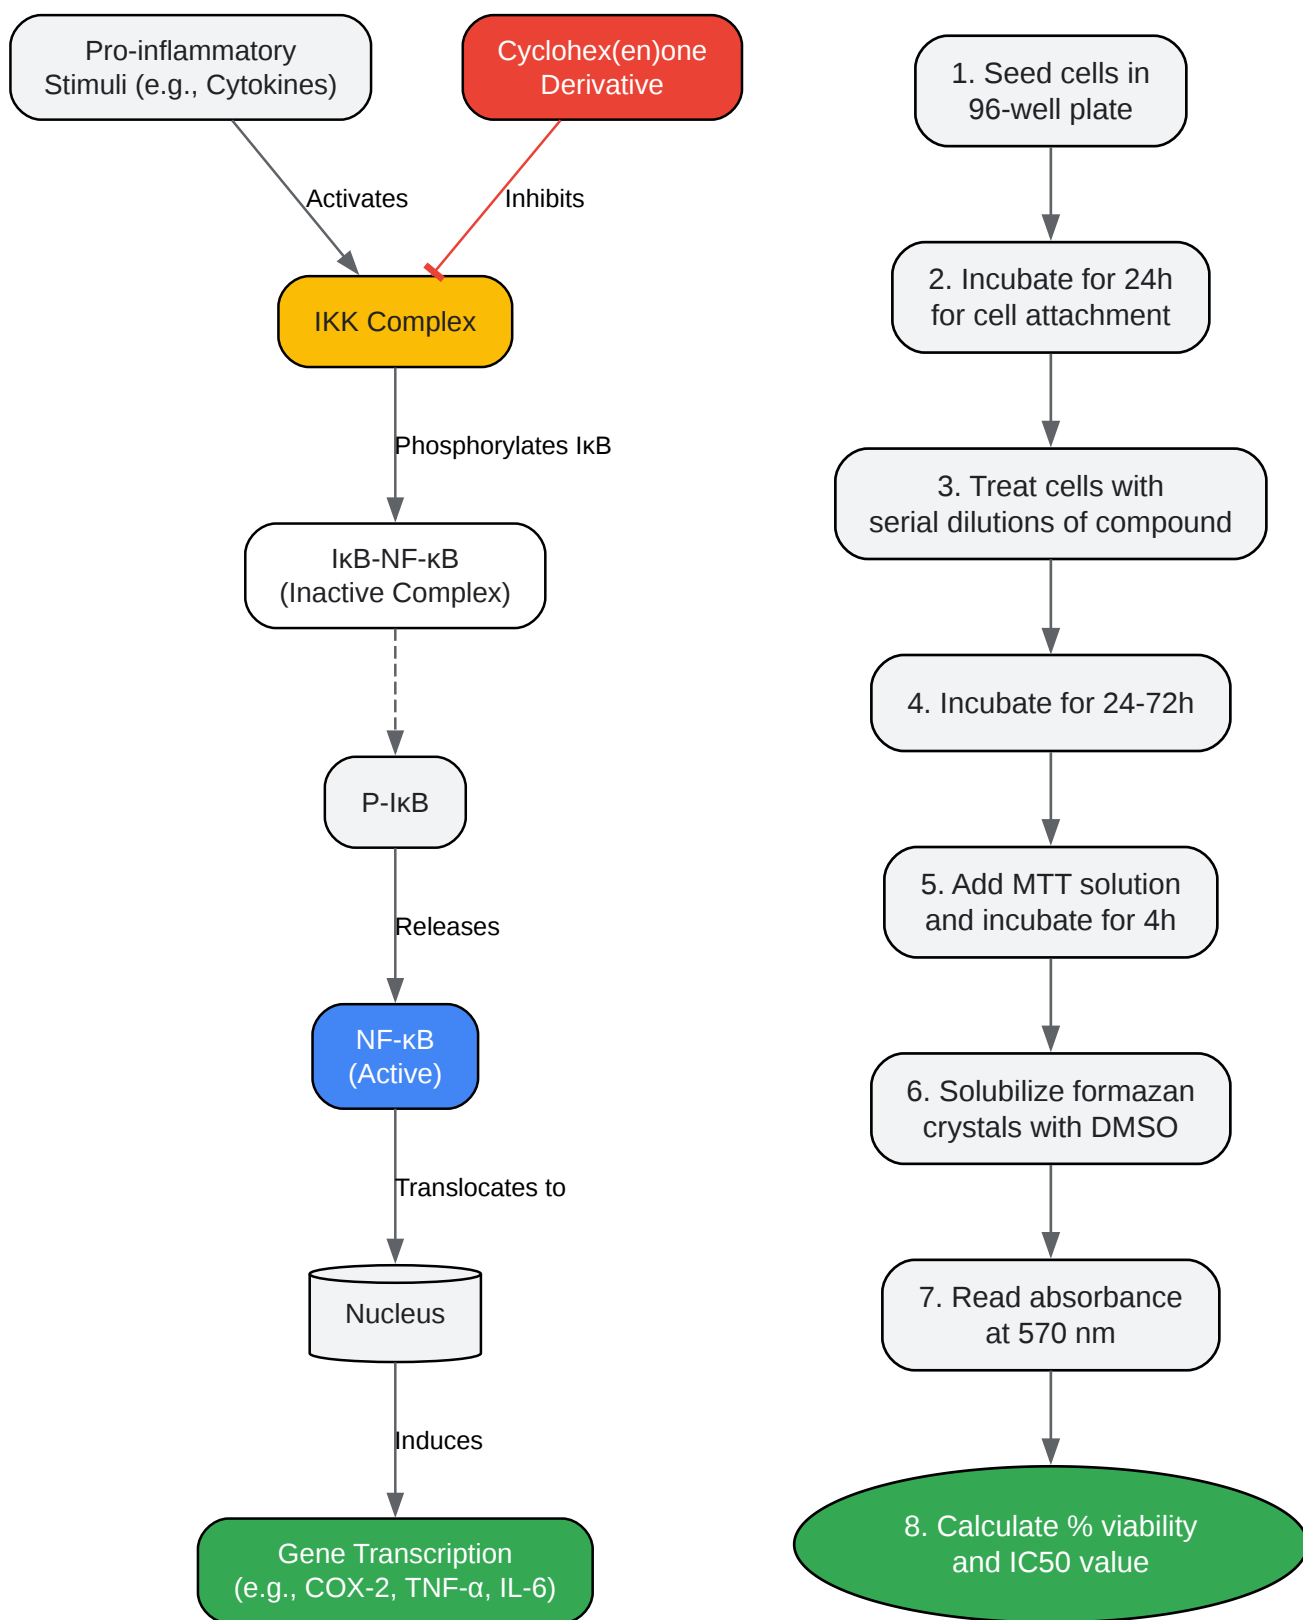 Pro-inflammatory
Stimuli (e.g., Cytokines)
Cyclohex(en)one
Derivative
Activates
Inhibits
IKK Complex
Phosphorylates IκB
IκB-NF-κB
(Inactive Complex)
P-IκB
Releases
NF-κB
(Active)
Translocates to
Nucleus
Induces
Gene Transcription
(e.g., COX-2, TNF-α, IL-6)
1. Seed cells in
96-well plate
2. Incubate for 24h
for cell attachment
3. Treat cells with
serial dilutions of compound
4. Incubate for 24-72h
5. Add MTT solution
and incubate for 4h
6. Solubilize formazan
crystals with DMSO
7. Read absorbance
at 570 nm
8. Calculate % viability
and IC50 value